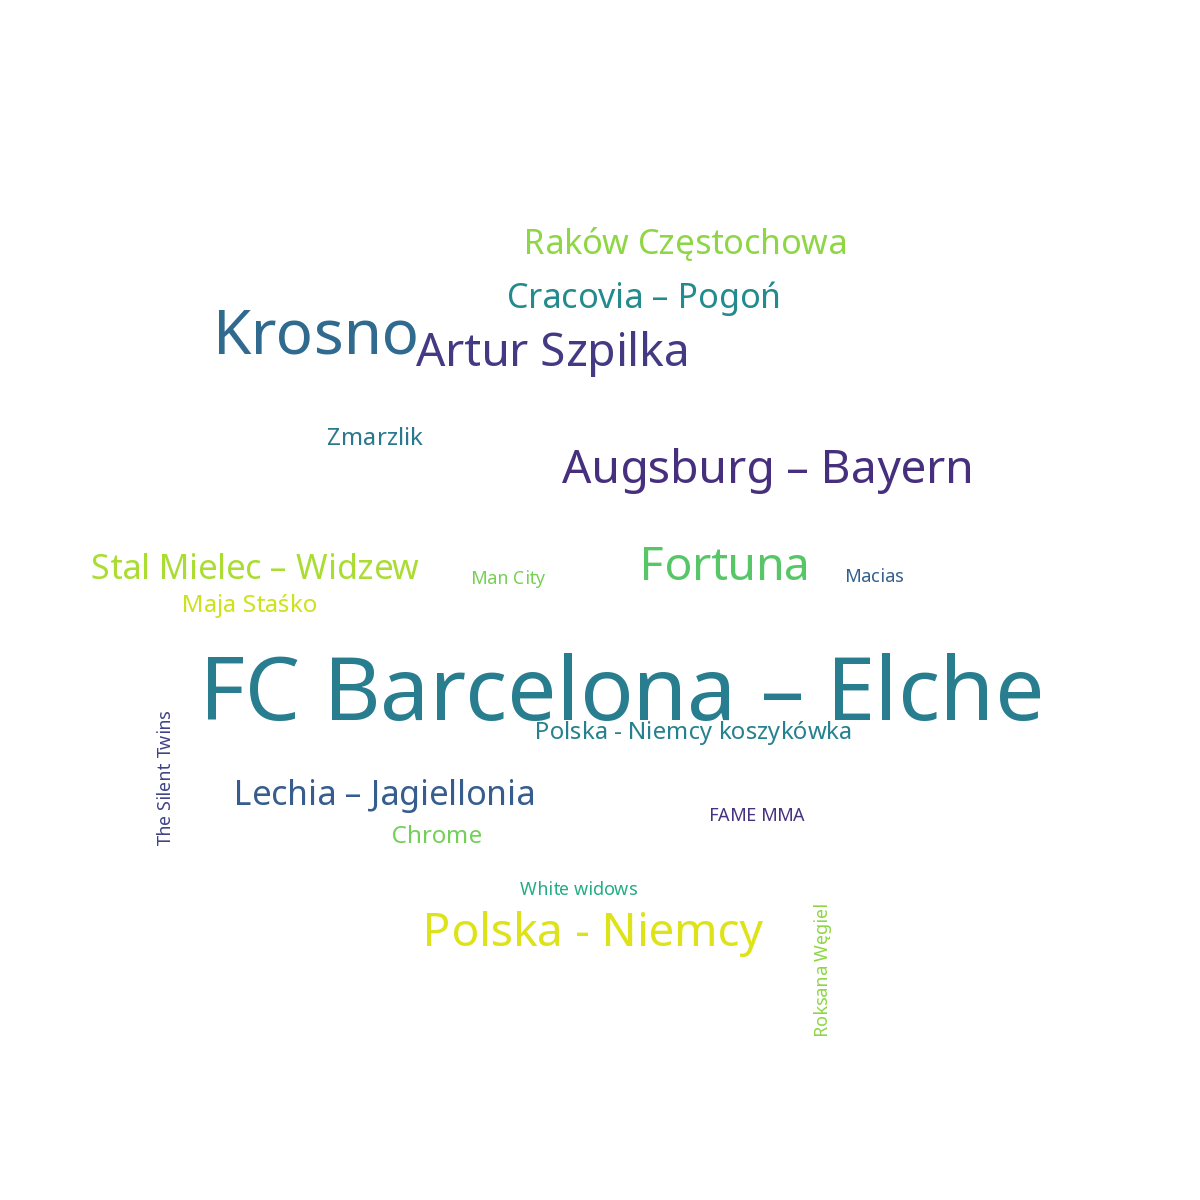 Raków Częstochowa
Cracovia – Pogoń
Krosno
Artur Szpilka
Zmarzlik
Augsburg – Bayern
Stal Mielec – Widzew
Man City
Fortuna
Macias
Maja Staśko
FC Barcelona – Elche
Polska - Niemcy koszykówka
The Silent Twins
Lechia – Jagiellonia
FAME MMA
Chrome
White widows
Polska - Niemcy
Roksana Węgiel